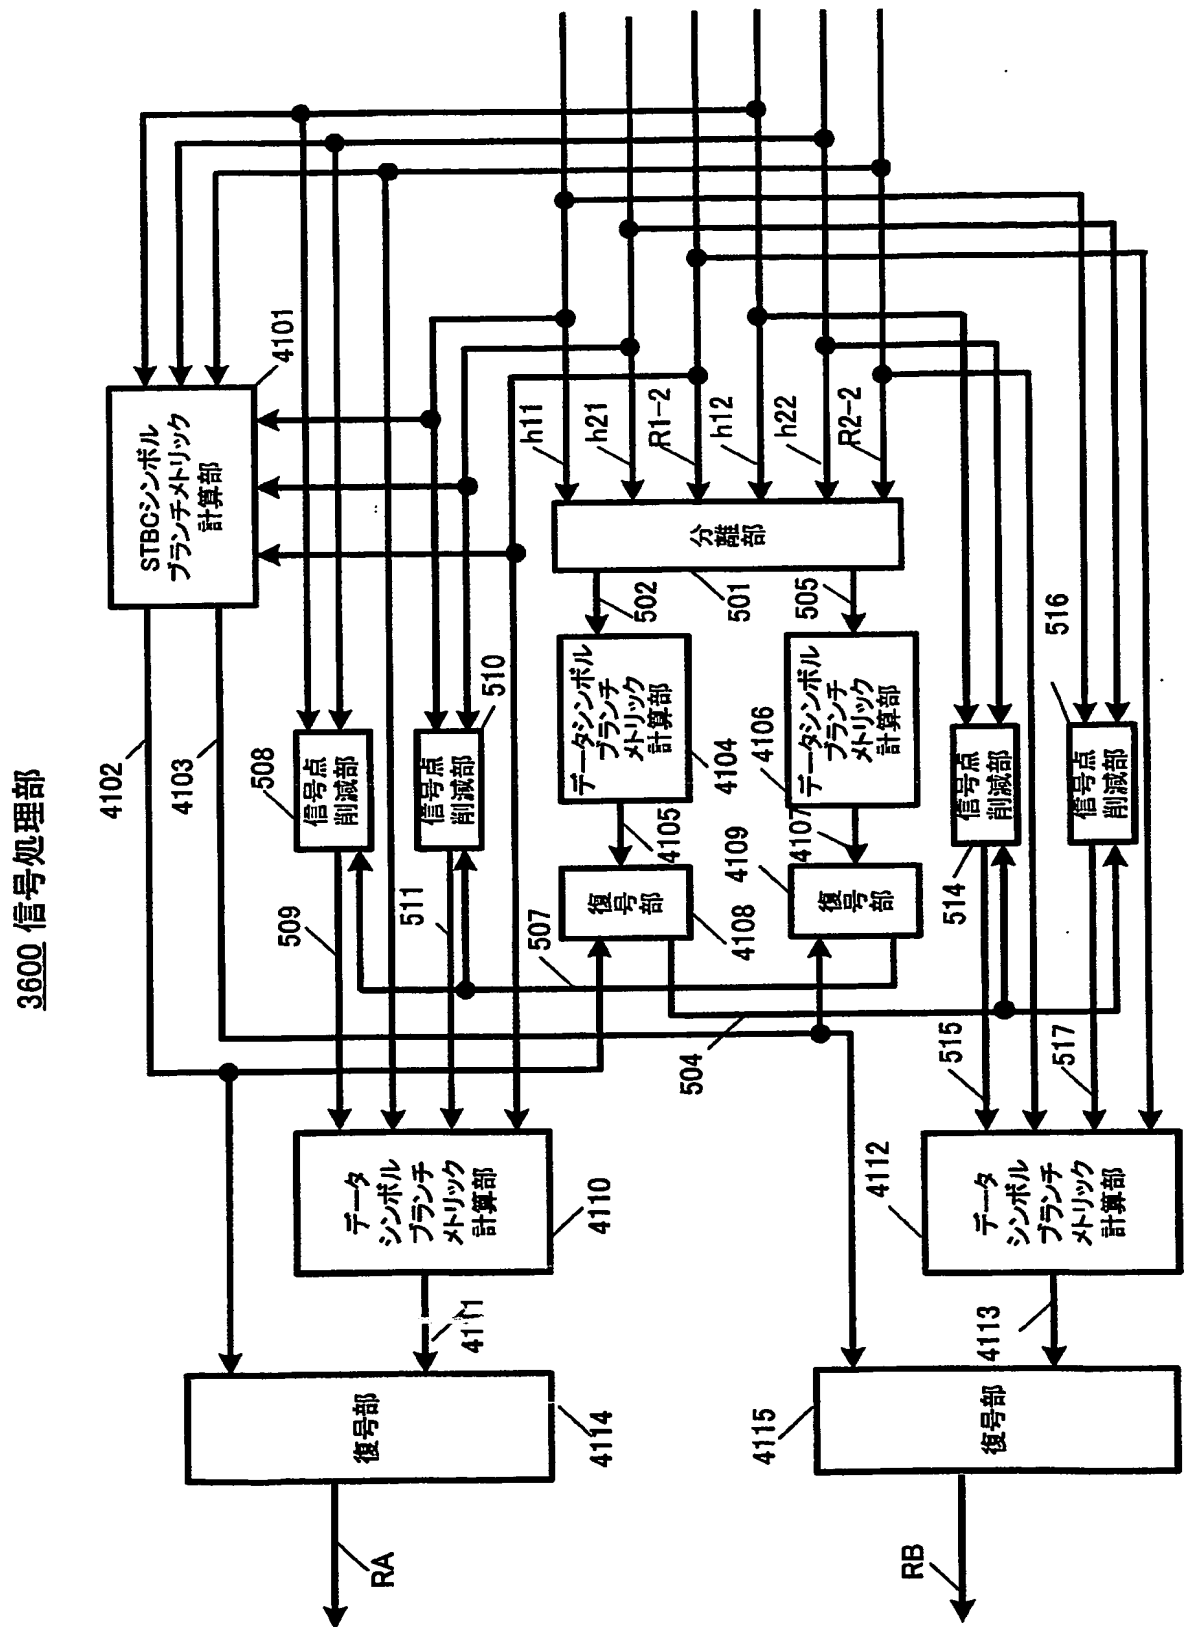 3600 信号処理部
STBCシンボル
ブランチメトリック
計算部
4101
4102
4103
h11
h21
R1-2
h12
h22
R2-2
分離部
501
502
505
データシンボル
ブランチ
メトリック
計算部
4104
データシンボル
ブランチ
メトリック
計算部
4106
信号点
削減部
508
信号点
削減部
510
信号点
削減部
514
信号点
削減部
516
4105
4107
復号部
4108
復号部
4109
507
504
509
511
515
517
データ
シンボル
ブランチ
メトリック
計算部
4110
データ
シンボル
ブランチ
メトリック
計算部
4112
4111
4113
復号部
4114
復号部
4115
RA
RB